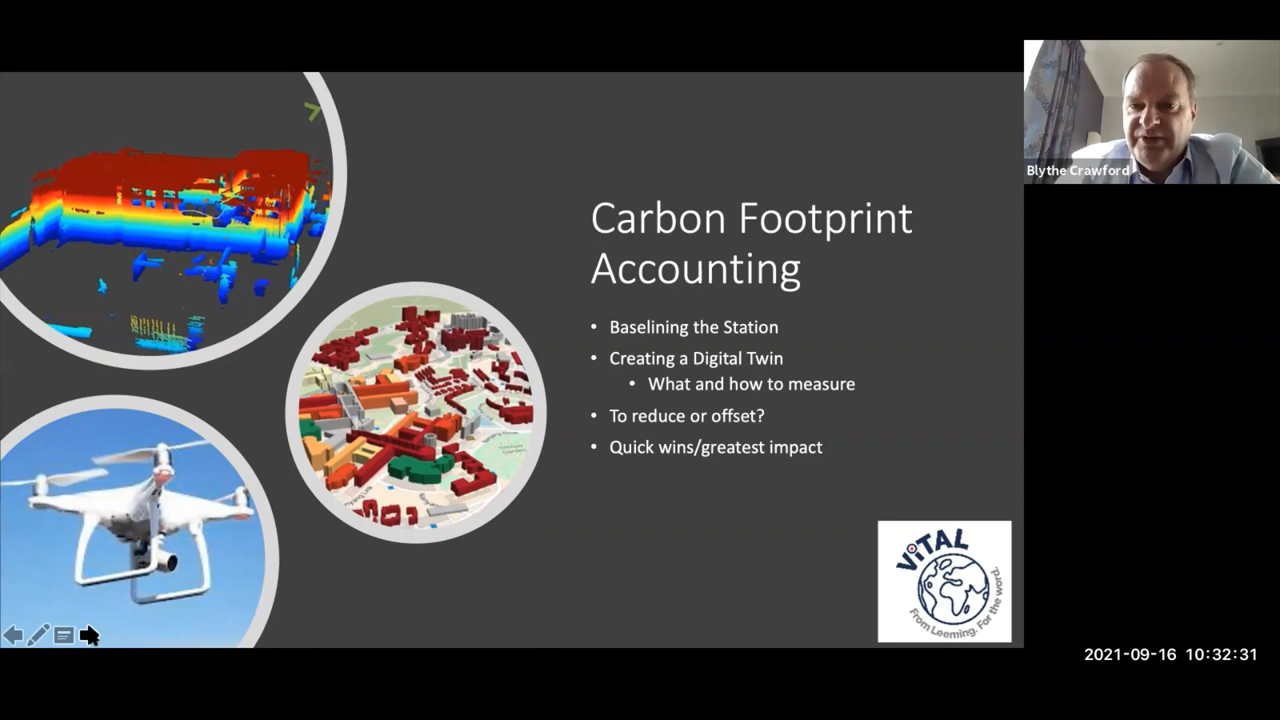 Carbon Footprint
Accounting
• Baselining the Station
• Creating a Digital Twin
• What and how to measure
• To reduce or offset?
• Quick wins/greatest impact
ViTAL
From Leeming. For the word.
Blythe Crawford
2021-09-16 10:32:31